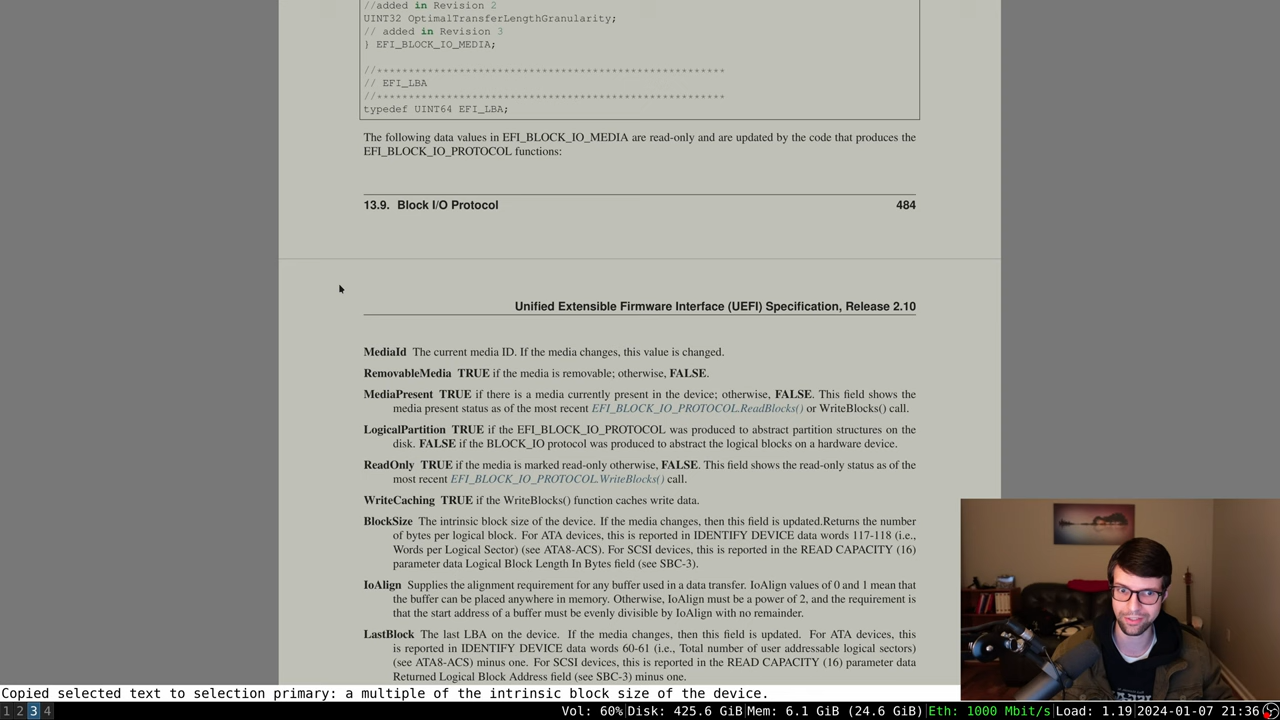 //added in Revision 2
UINT32 OptimalTransferLengthGranularity;
// added in Revision 3
} EFI_BLOCK_IO_MEDIA;
//*******************************************************
// EFI_LBA
//*******************************************************
typedef UINT64 EFI_LBA;
The following data values in EFI_BLOCK_IO_MEDIA are read-only and are updated by the code that produces the
EFI_BLOCK_IO_PROTOCOL functions:
13.9. Block I/O Protocol 484
Unified Extensible Firmware Interface (UEFI) Specification, Release 2.10
MediaId The current media ID. If the media changes, this value is changed.
RemovableMedia TRUE if the media is removable; otherwise, FALSE.
MediaPresent TRUE if there is a media currently present in the device; otherwise, FALSE. This field shows the
media present status as of the most recent EFI_BLOCK_IO_PROTOCOL.ReadBlocks() or WriteBlocks() call.
LogicalPartition TRUE if the EFI_BLOCK_IO_PROTOCOL was produced to abstract partition structures on the
disk. FALSE if the BLOCK_IO protocol was produced to abstract the logical blocks on a hardware device.
ReadOnly TRUE if the media is marked read-only otherwise, FALSE. This field shows the read-only status as of the
most recent EFI_BLOCK_IO_PROTOCOL.WriteBlocks() call.
WriteCaching TRUE if the WriteBlocks() function caches write data.
BlockSize The intrinsic block size of the device. If the media changes, then this field is updated.Returns the number
of bytes per logical block. For ATA devices, this is reported in IDENTIFY DEVICE data words 117-118 (i.e.,
Words per Logical Sector) (see ATA8-ACS). For SCSI devices, this is reported in the READ CAPACITY (16)
parameter data Logical Block Length In Bytes field (see SBC-3).
IoAlign Supplies the alignment requirement for any buffer used in a data transfer. IoAlign values of 0 and 1 mean that
the buffer can be placed anywhere in memory. Otherwise, IoAlign must be a power of 2, and the requirement is
that the start address of a buffer must be evenly divisible by IoAlign with no remainder.
LastBlock The last LBA on the device. If the media changes, then this field is updated. For ATA devices, this
is reported in IDENTIFY DEVICE data words 60-61 (i.e., Total number of user addressable logical sectors)
(see ATA8-ACS) minus one. For SCSI devices, this is reported in the READ CAPACITY (16) parameter data
Returned Logical Block Address field (see SBC-3) minus one.
Copied selected text to selection primary: a multiple of the intrinsic block size of the device.
1 2 3 4 Vol: 60%|Disk: 425.6 GiB|Mem: 6.1 GiB (24.6 GiB)|Eth: 1000 Mbit/s|Load: 1.19|2024-01-07 21:36